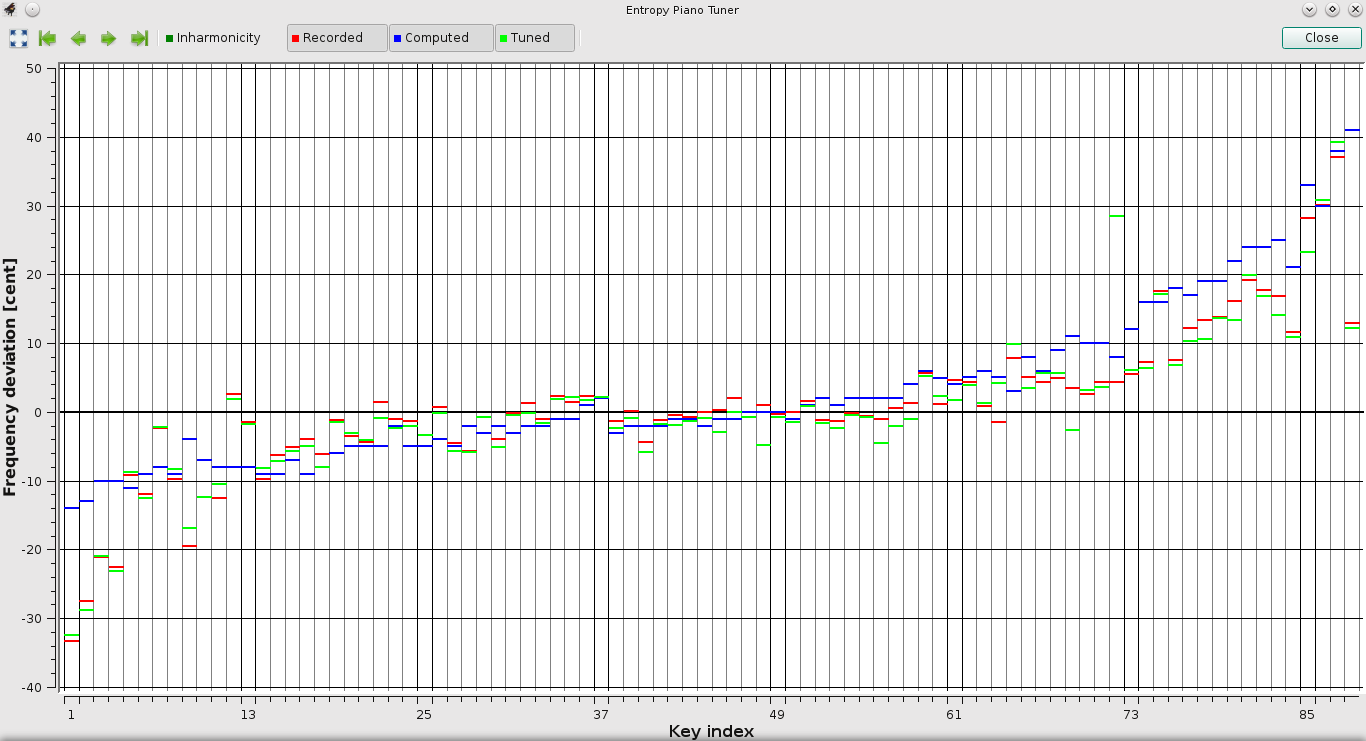 Entropy Piano Tuner
Inharmonicity Recorded Computed Tuned Close
Frequency deviation [cent]
50
40
30
20
10
0
-10
-20
-30
-40
1 13 25 37 49 61 73 85
Key index